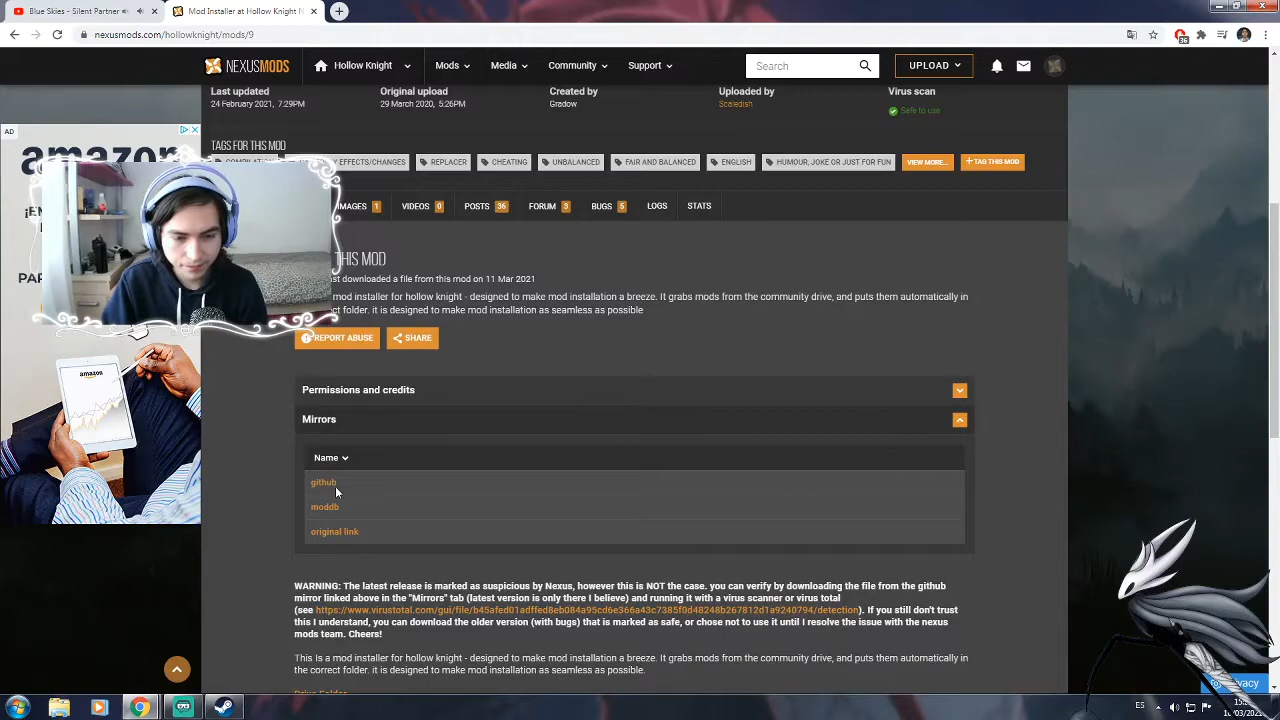 Blue Skies - Silent Partner
Mod Installer at Hollow Knight N
nexusmods.com/hollowknight/mods/9
36
NEXUSMODS
Hollow Knight
Mods
Media
Community
Support
Search
UPLOAD
Last updated
24 February 2021, 7:29PM
Original upload
29 March 2020, 5:26PM
Created by
Gradow
Uploaded by
Scaledish
Virus scan
Safe to use
AD
amazon
TAGS FOR THIS MOD
EFFECTS/CHANGES
REPLACER
CHEATING
UNBALANCED
FAIR AND BALANCED
ENGLISH
HUMOUR, JOKE OR JUST FOR FUN
VIEW MORE...
TAG THIS MOD
IMAGES 1
VIDEOS 0
POSTS 36
FORUM 3
BUGS 5
LOGS
STATS
THIS MOD
downloaded a file from this mod on 11 Mar 2021
mod installer for hollow knight - designed to make mod installation a breeze. It grabs mods from the community drive, and puts them automatically in
folder. it is designed to make mod installation as seamless as possible
REPORT ABUSE
SHARE
Permissions and credits
Mirrors
Name
github
moddb
original link
WARNING: The latest release is marked as suspicious by Nexus, however this is NOT the case. you can verify by downloading the file from the github
mirror linked above in the "Mirrors" tab (latest version is only there I believe) and running it with a virus scanner or virus total
(see https://www.virustotal.com/gui/file/b45afed01adffed8eb084a95cd6e366a43c7385f0d48248b267812d1a9240794/detection). If you still don't trust
this I understand, you can download the older version (with bugs) that is marked as safe, or chose not to use it until I resolve the issue with the nexus
mods team. Cheers!
This Is a mod installer for hollow knight - designed to make mod installation a breeze. It grabs mods from the community drive, and puts them automatically in
the correct folder. it is designed to make mod installation as seamless as possible.
amazon
ES